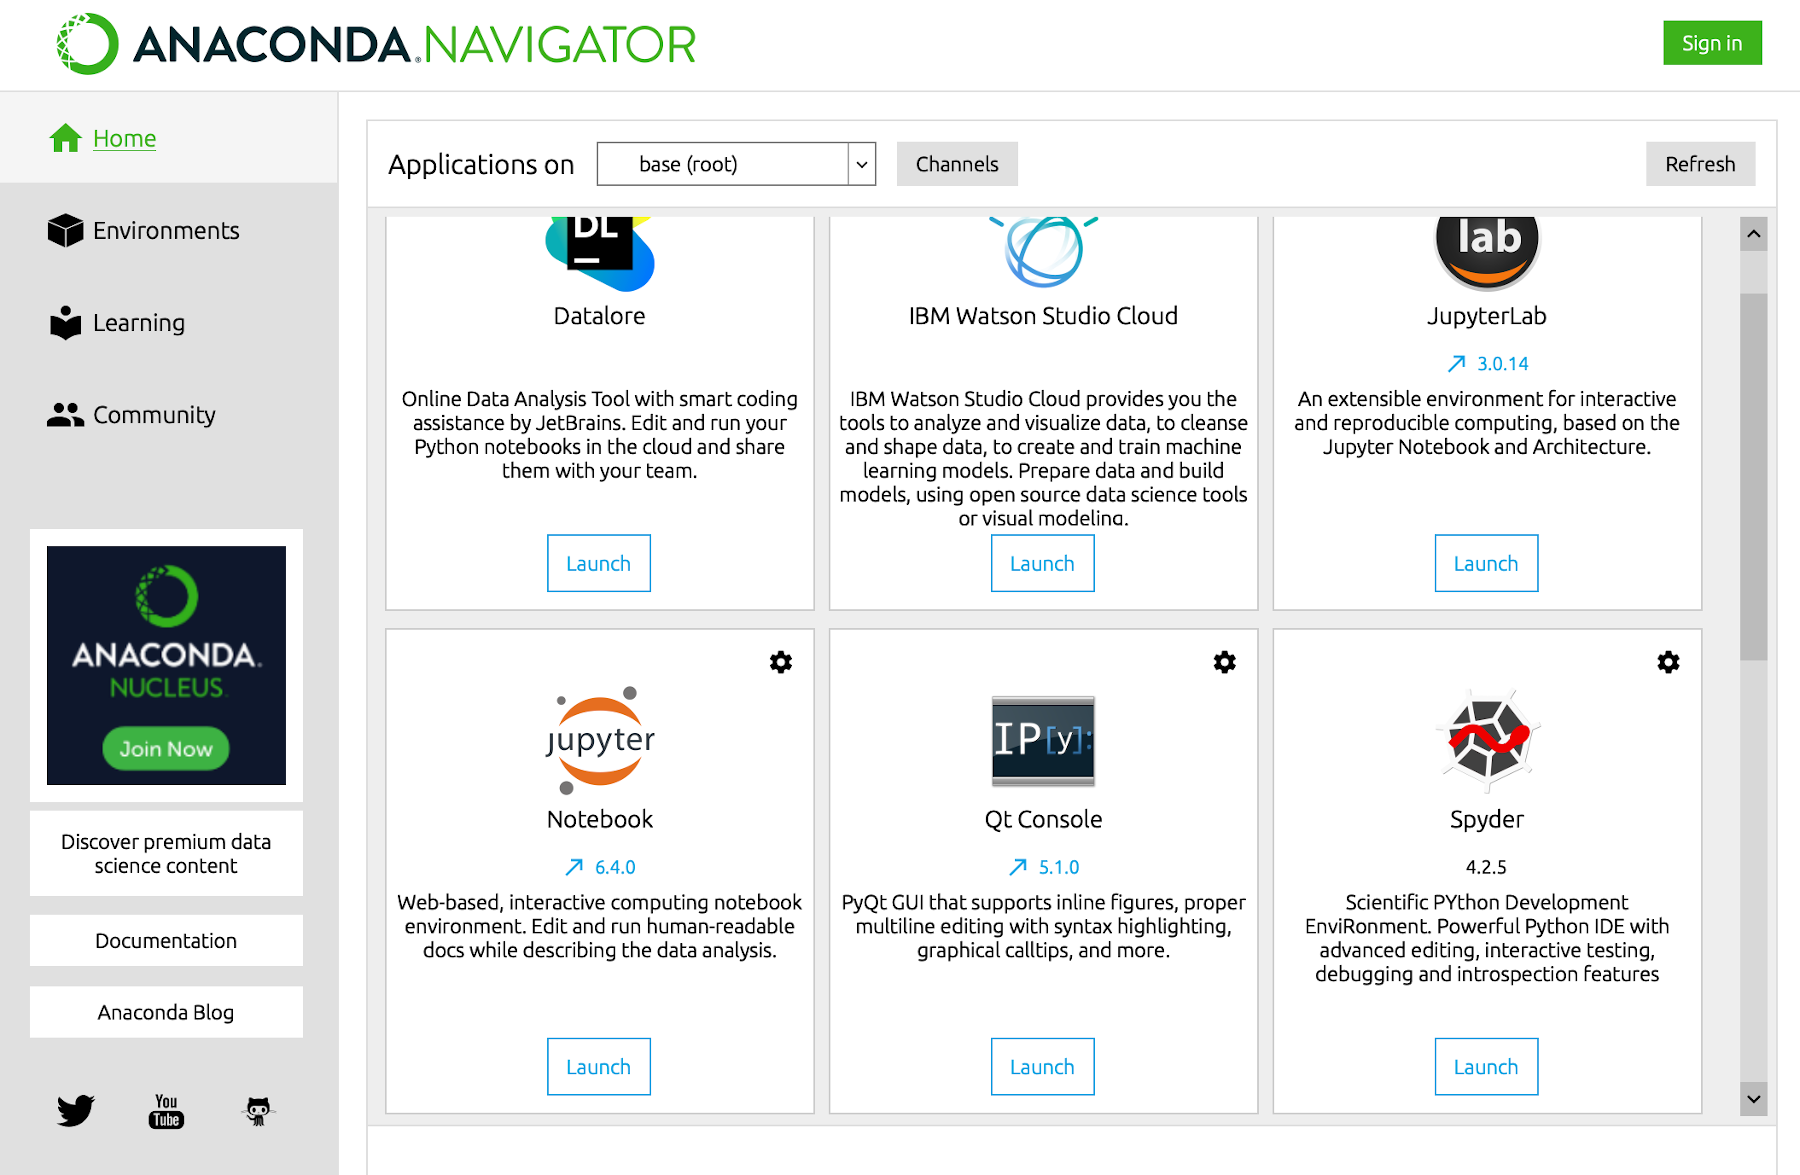 ANACONDA.NAVIGATOR
Sign in
Home
Environments
Learning
Community
ANACONDA.
NUCLEUS.
Join Now
Discover premium data
science content
Documentation
Anaconda Blog
You
Tube
Applications on
base (root)
Channels
Refresh
DL
Datalore
Online Data Analysis Tool with smart coding
assistance by JetBrains. Edit and run your
Python notebooks in the cloud and share
them with your team.
Launch
IBM Watson Studio Cloud
IBM Watson Studio Cloud provides you the
tools to analyze and visualize data, to cleanse
and shape data, to create and train machine
learning models. Prepare data and build
models, using open source data science tools
or visual modeling.
Launch
lab
JupyterLab
3.0.14
An extensible environment for interactive
and reproducible computing, based on the
Jupyter Notebook and Architecture.
Launch
jupyter
Notebook
6.4.0
Web-based, interactive computing notebook
environment. Edit and run human-readable
docs while describing the data analysis.
Launch
IP[y]:
Qt Console
5.1.0
PyQt GUI that supports inline figures, proper
multiline editing with syntax highlighting,
graphical calltips, and more.
Launch
Spyder
4.2.5
Scientific PYthon Development
EnviRonment. Powerful Python IDE with
advanced editing, interactive testing,
debugging and introspection features
Launch